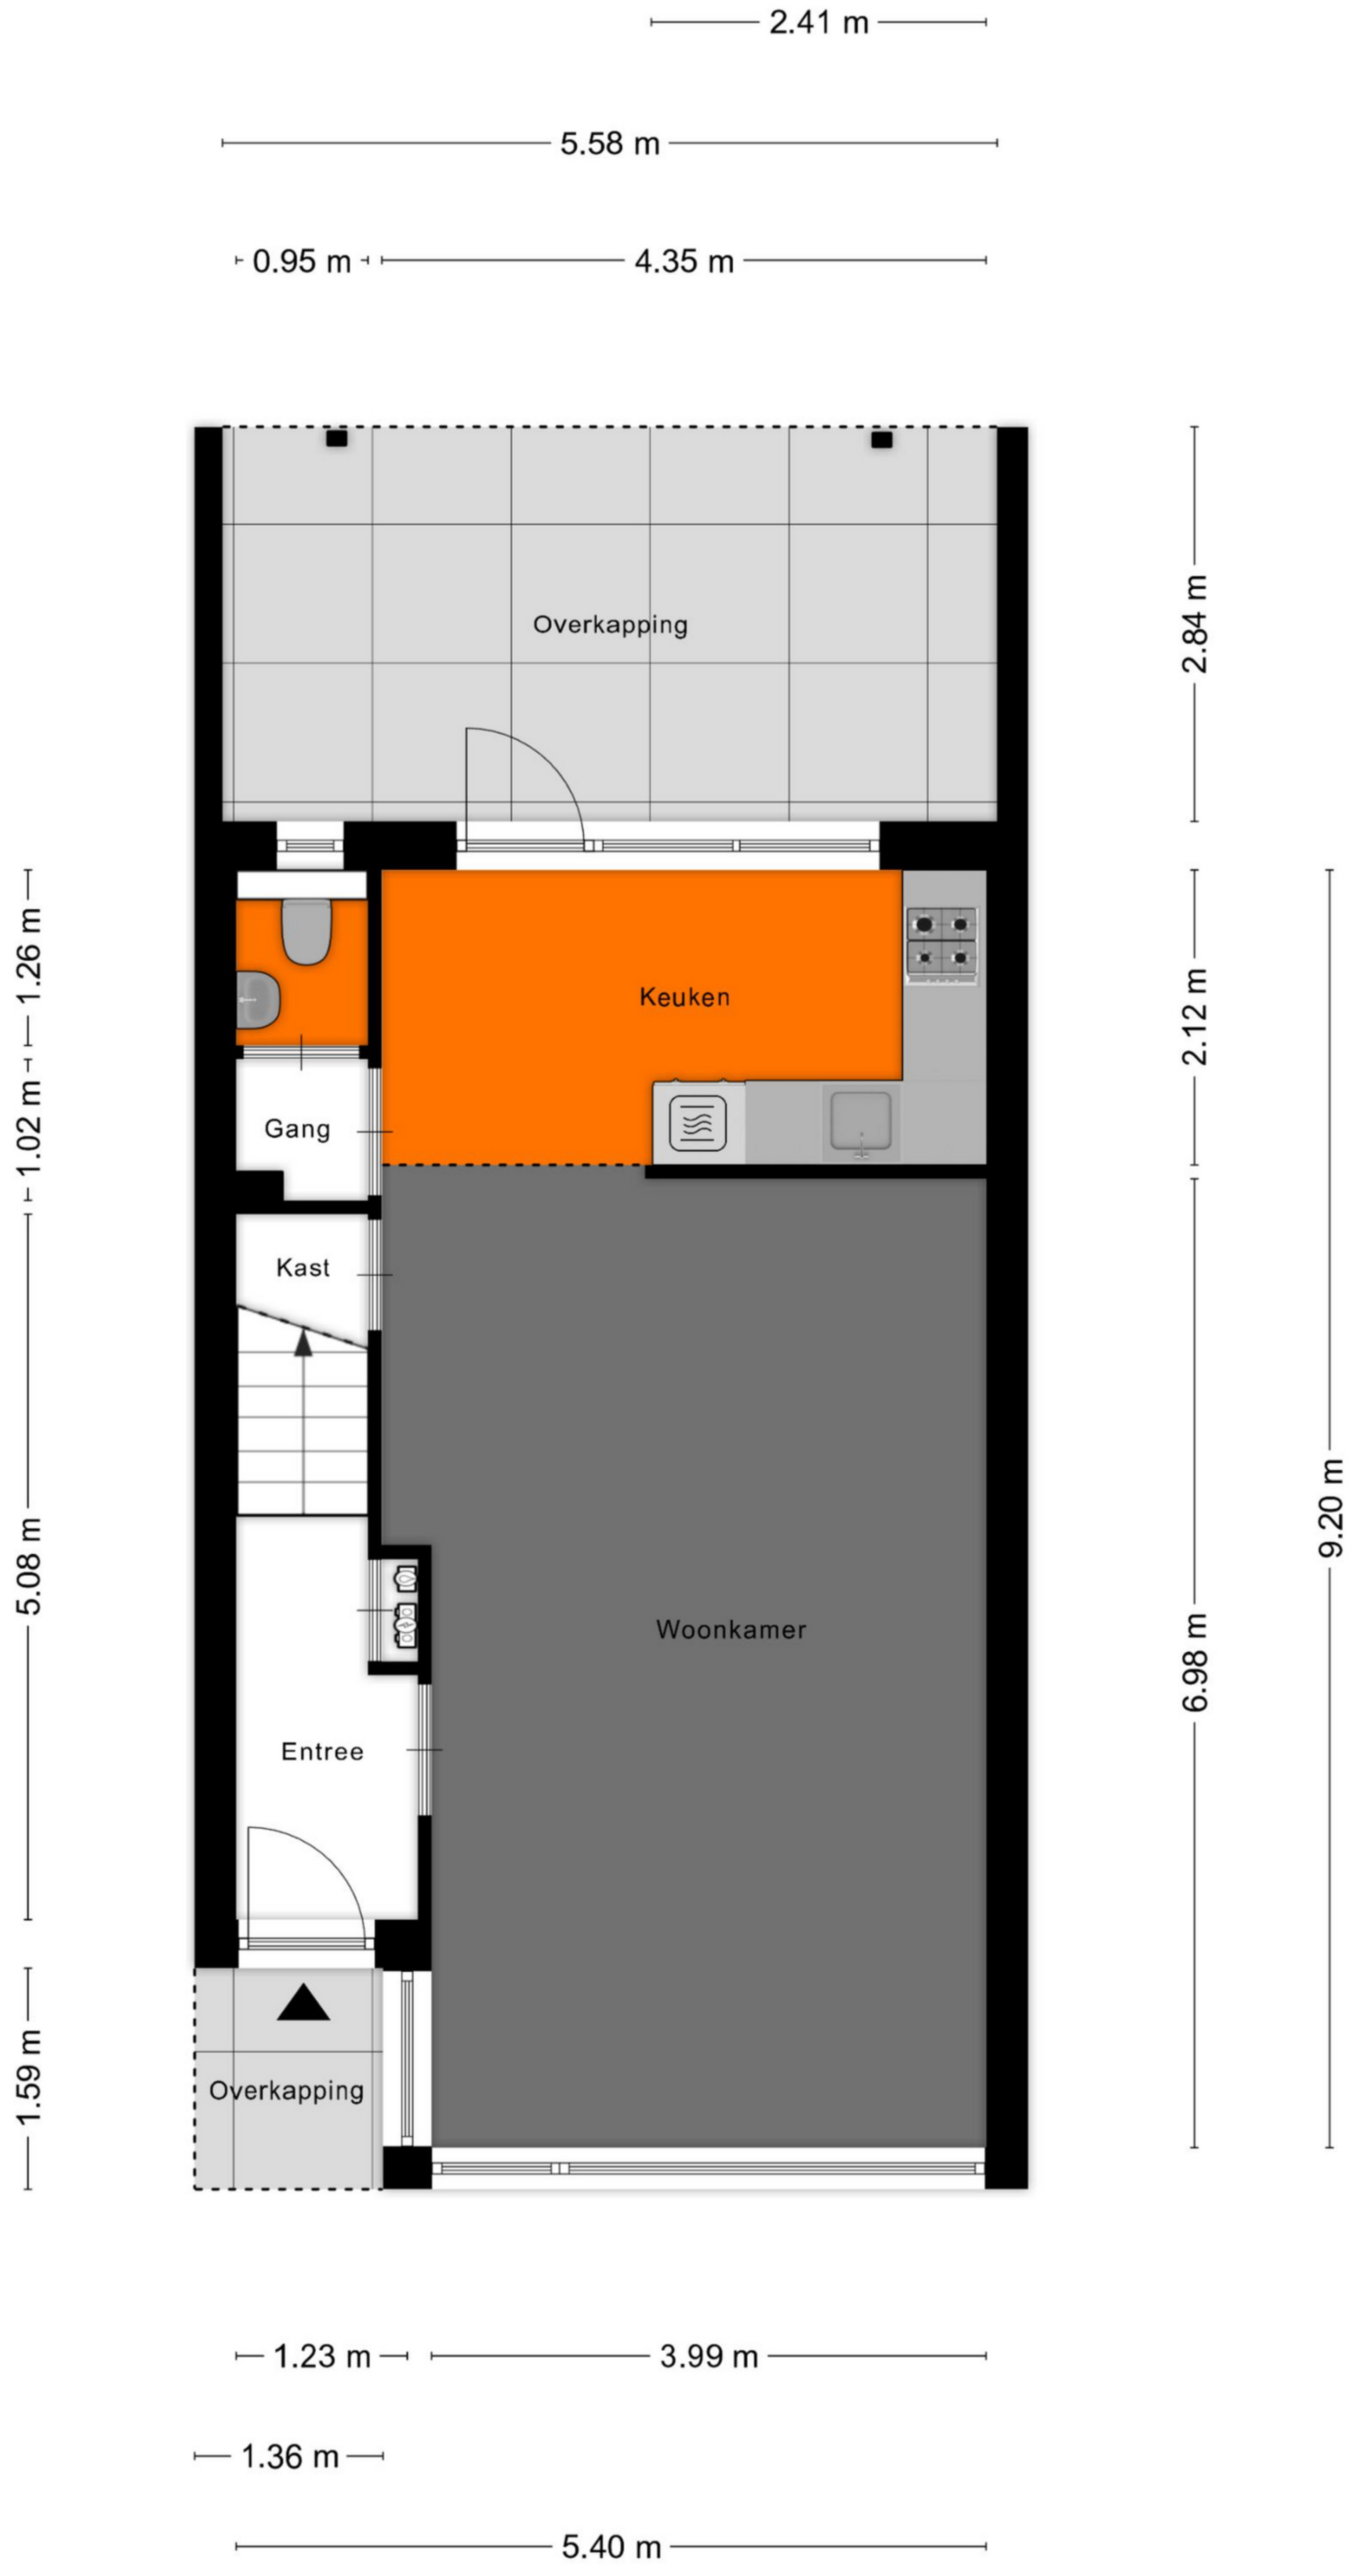 2.41 m
5.58 m
0.95 m
4.35 m
Overkapping
2.84 m
1.26 m
Keuken
2.12 m
1.02 m
Gang
Kast
5.08 m
9.20 m
Woonkamer
6.98 m
Entree
1.59 m
Overkapping
1.23 m
3.99 m
1.36 m
5.40 m